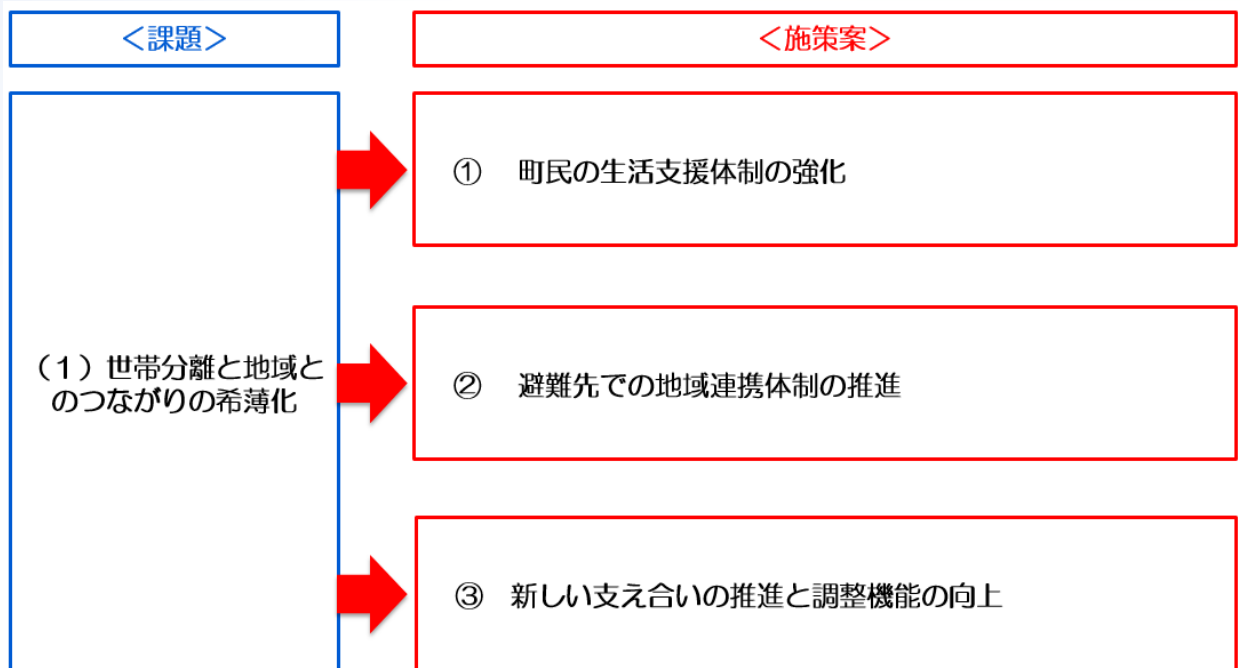 ＜課題＞
＜施策案＞
（１）世帯分離と地域と
のつながりの希薄化
① 町民の生活支援体制の強化
② 避難先での地域連携体制の推進
③ 新しい支え合いの推進と調整機能の向上